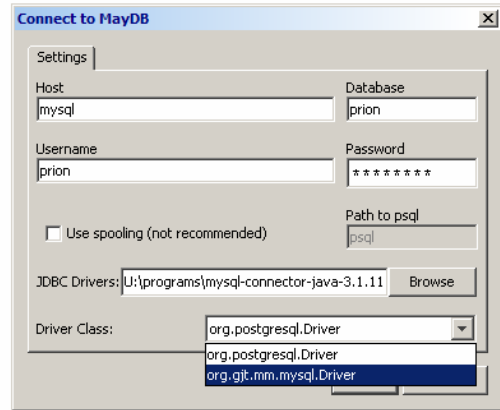 Connect to MayDB
Settings
Host Database
mysql prion
Username Password
prion ********
Use spooling (not recommended) Path to psql
psql
JDBC Drivers: U:\programs\mysql-connector-java-3.1.11 Browse
Driver Class: org.postgresql.Driver
org.postgresql.Driver
org.gjt.mm.mysql.Driver